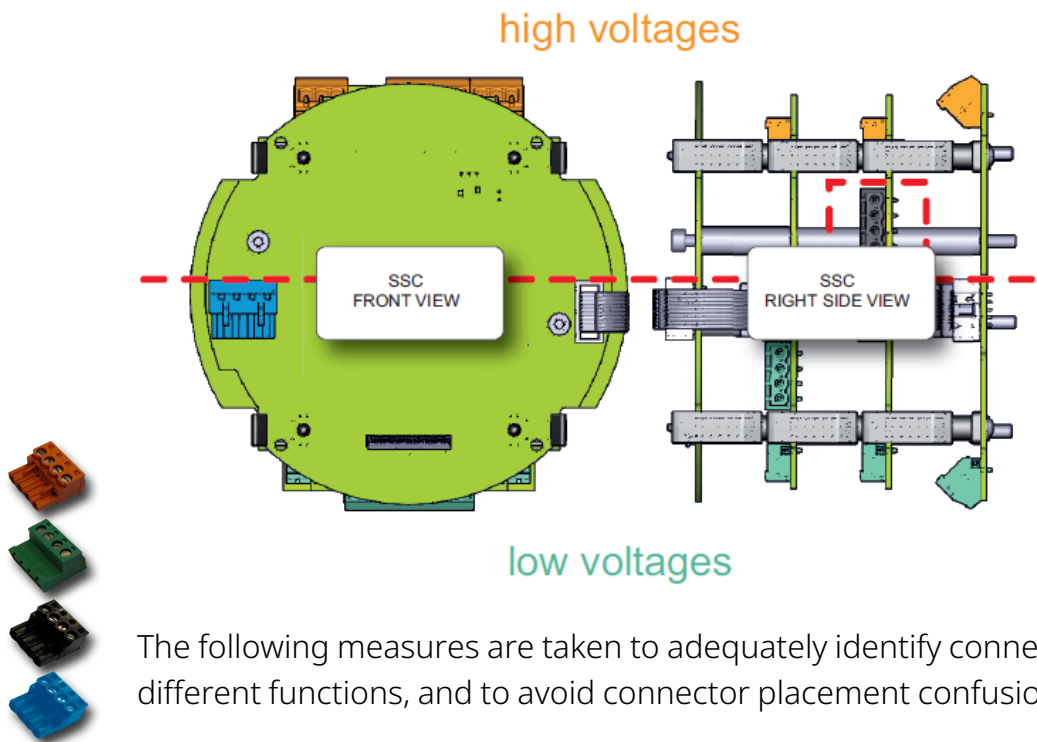 high voltages
SSC
FRONT VIEW
SSC
RIGHT SIDE VIEW
low voltages
The following measures are taken to adequately identify conne
different functions, and to avoid connector placement confusio